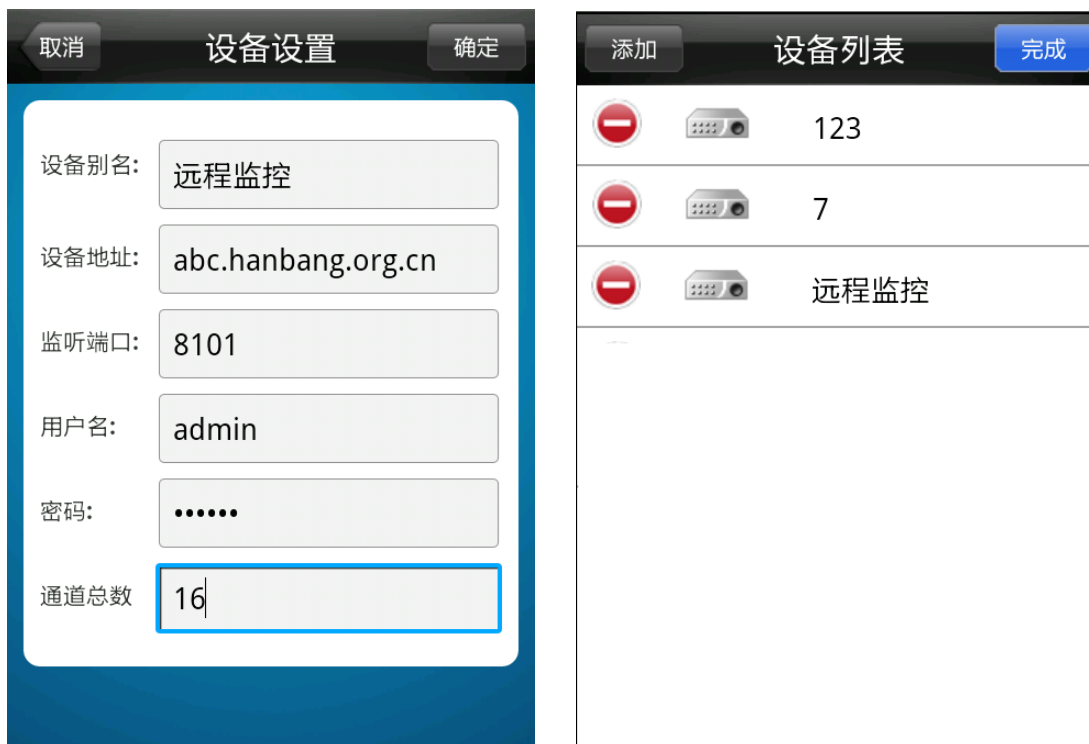 取消 设备设置 确定
设备别名: 远程监控
设备地址: abc.hanbang.org.cn
监听端口: 8101
用户名: admin
密码: ••••••
通道总数 16
添加 设备列表 完成
123
7
远程监控